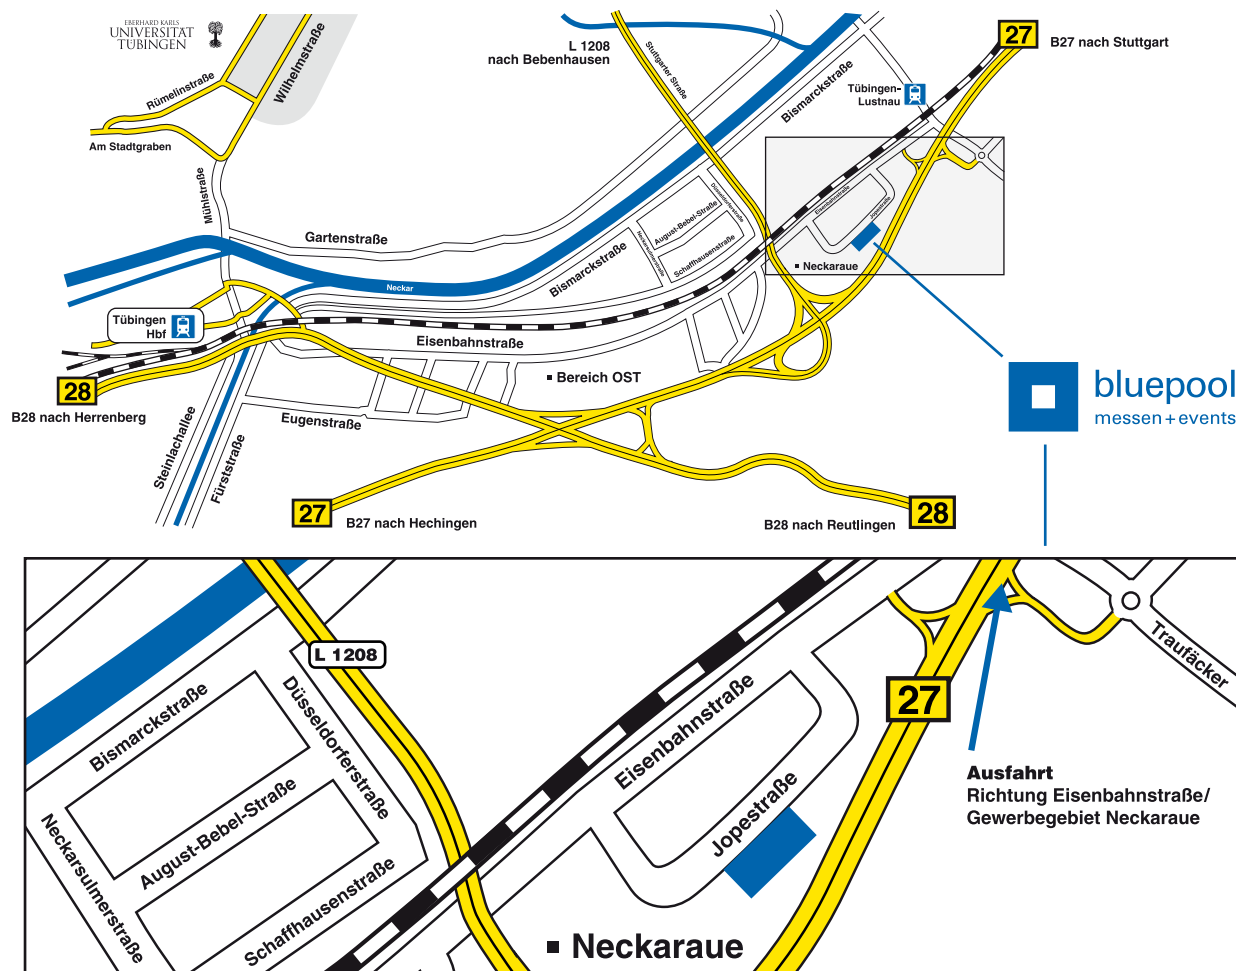 EBERHARD KARLS
UNIVERSITÄT
TÜBINGEN
Wilhelmstraße
Rümelinstraße
Am Stadtgraben
Mühlstraße
L 1208
nach Bebenhausen
Stuttgarter Straße
Bismarckstraße
Tübingen-
Lustnau
27
B27 nach Stuttgart
Gartenstraße
Neckar
Düsseldorferstraße
August-Bebel-Straße
Schaffhausenstraße
Neckarsulmerstraße
Bismarckstraße
Eisenbahnstraße
Jopestraße
Neckaraue
Tübingen
Hbf
Eisenbahnstraße
Bereich OST
28
B28 nach Herrenberg
Eugenstraße
Steinlachallee
Fürststraße
bluepool
messen+events
27
B27 nach Hechingen
B28 nach Reutlingen
28
L 1208
Bismarckstraße
Düsseldorferstraße
August-Bebel-Straße
Neckarsulmerstraße
Schaffhausenstraße
Eisenbahnstraße
Jopestraße
Neckaraue
27
Traufäcker
Ausfahrt
Richtung Eisenbahnstraße/
Gewerbegebiet Neckaraue